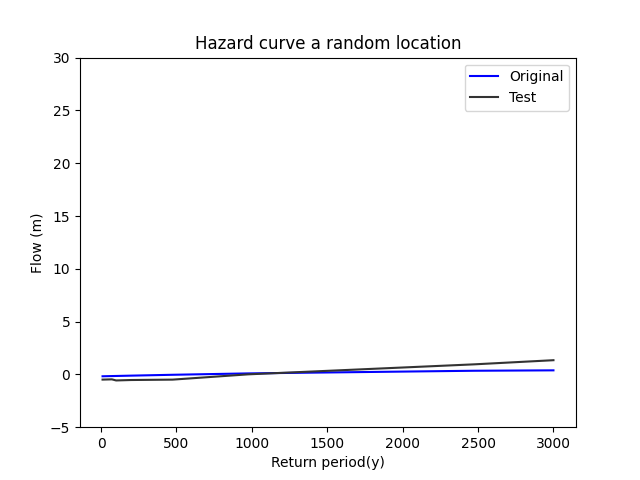 Hazard curve a random location
Original
Test
30
25
20
15
10
5
0
−5
Flow (m)
0 500 1000 1500 2000 2500 3000
Return period(y)